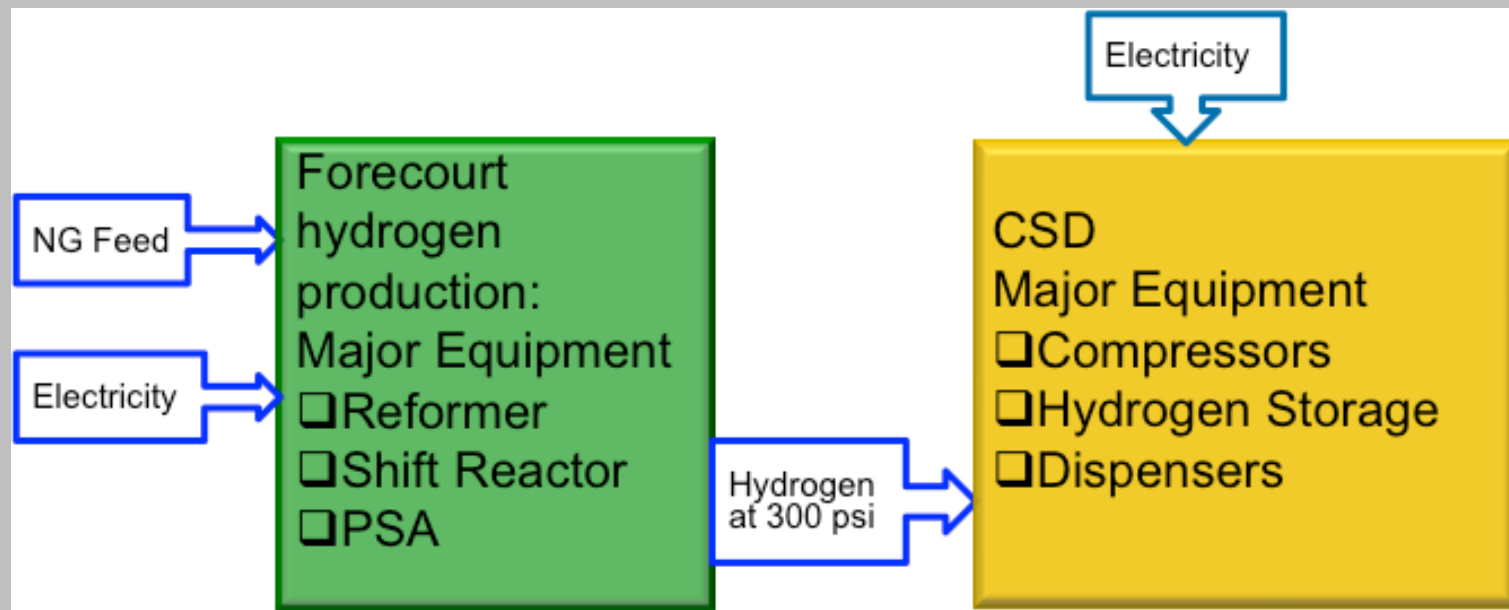 Electricity
NG Feed
Electricity
Forecourt
hydrogen
production:
Major Equipment
❑Reformer
❑Shift Reactor
❑PSA
Hydrogen
at 300 psi
CSD
Major Equipment
❑Compressors
❑Hydrogen Storage
❑Dispensers